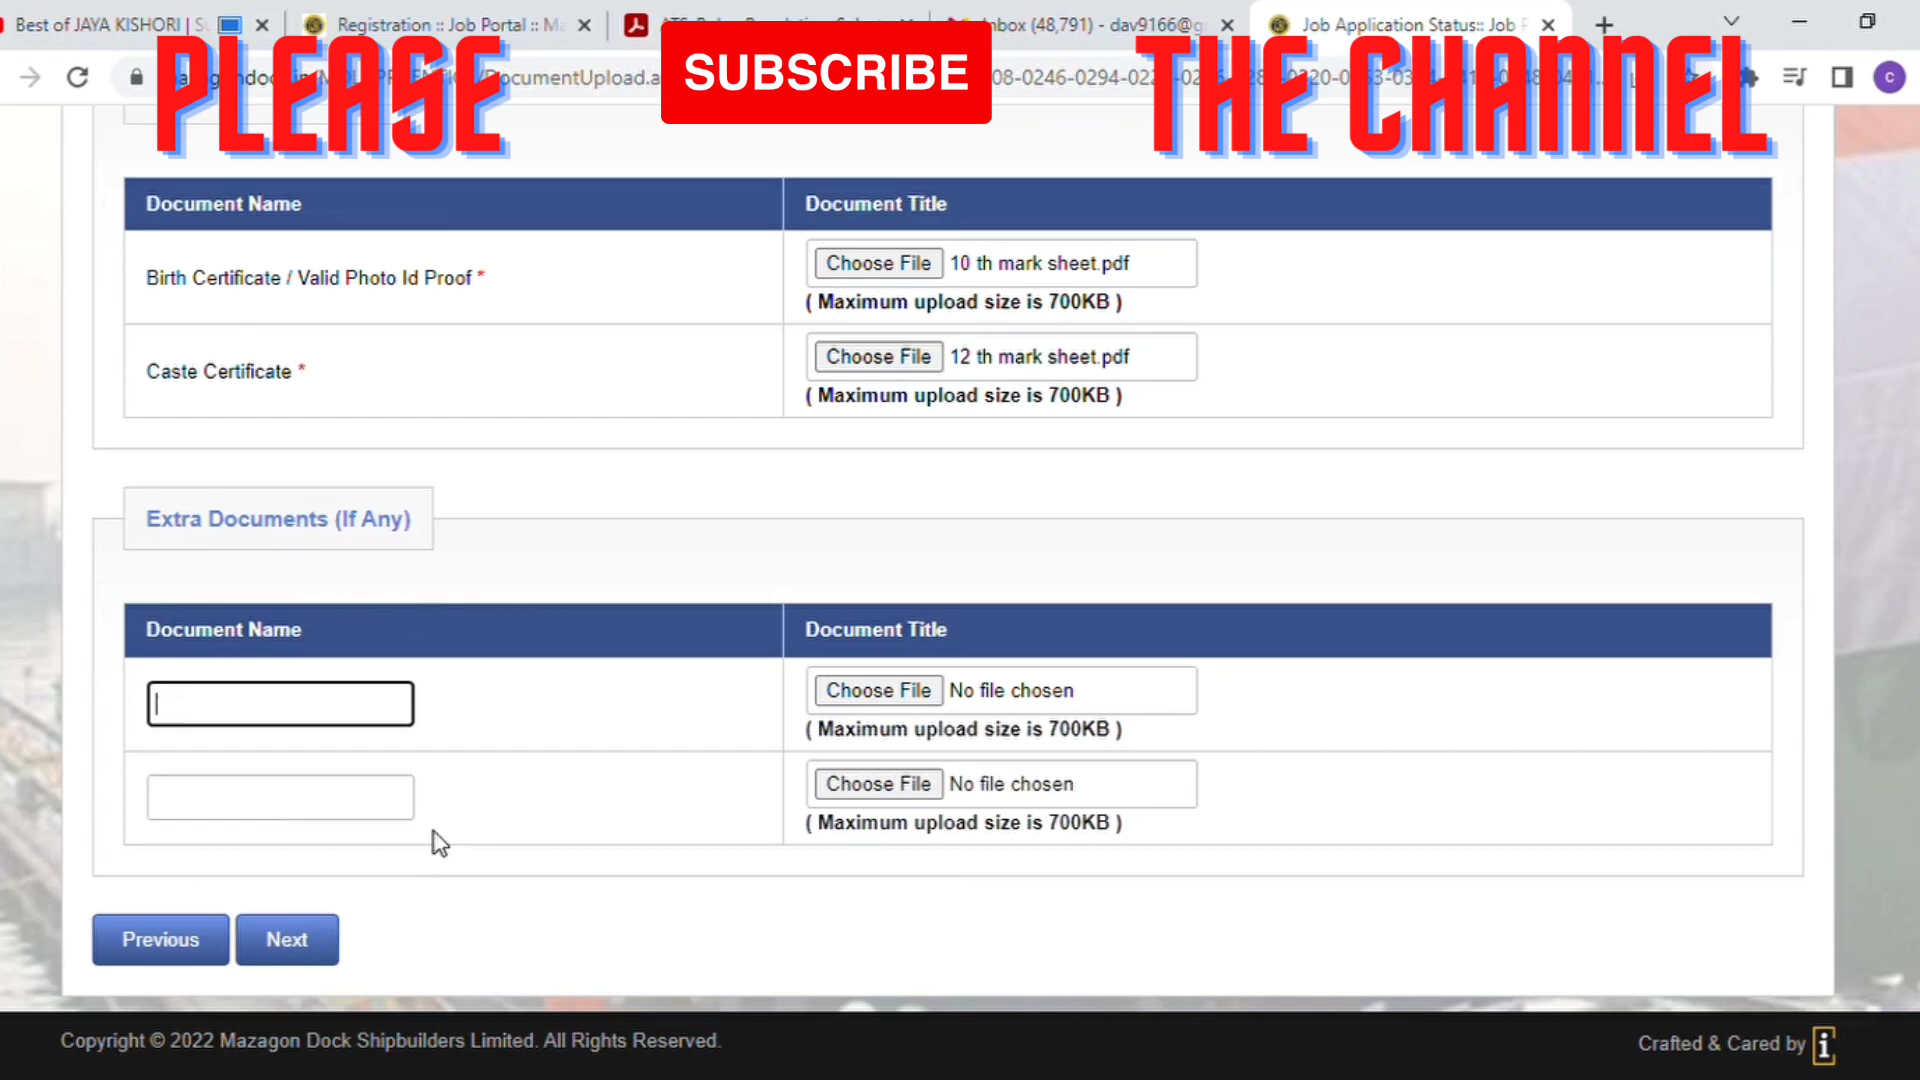 Best of JAYA KISHORI | S
Registration :: Job Portal :: Ma
Inbox (48,791) - dav9166@g
Job Application Status:: Job P
PLEASE
SUBSCRIBE
THE CHANNEL
c
Document Name
Document Title
Birth Certificate / Valid Photo Id Proof *
Choose File 10 th mark sheet.pdf
( Maximum upload size is 700KB )
Caste Certificate *
Choose File 12 th mark sheet.pdf
( Maximum upload size is 700KB )
Extra Documents (If Any)
Document Name
Document Title
Choose File No file chosen
( Maximum upload size is 700KB )
Choose File No file chosen
( Maximum upload size is 700KB )
Previous
Next
Copyright © 2022 Mazagon Dock Shipbuilders Limited. All Rights Reserved.
Crafted & Cared by